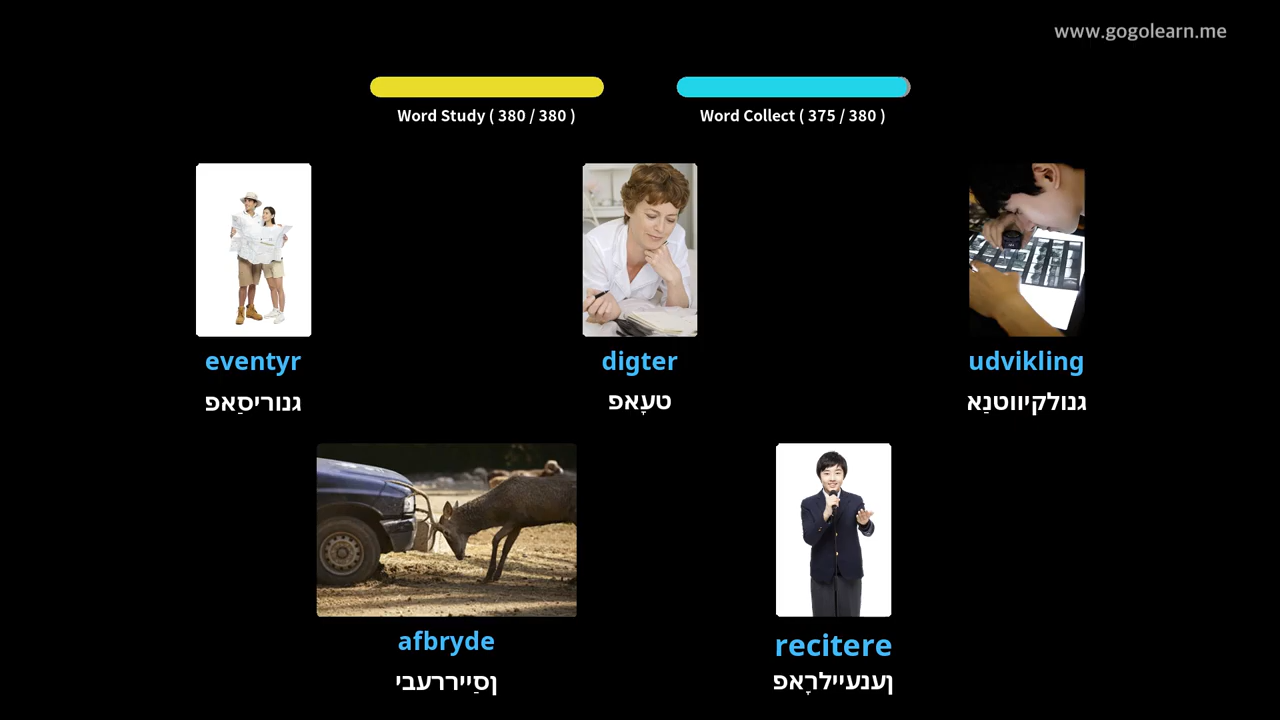 www.gogolearn.me
Word Study ( 380 / 380 )
Word Collect ( 375 / 380 )
eventyr
גנוריסַאפ
digter
טעָאפ
udvikling
גנולקיווטנַא
afbryde
ןסַייררעבי
recitere
ןענעיילרָאפ